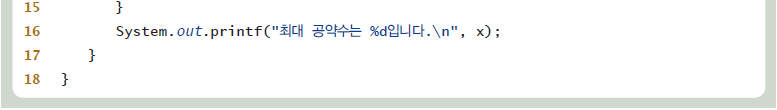 15 }
16 System.out.printf("최대 공약수는 %d입니다.\n", x);
17 }
18 }